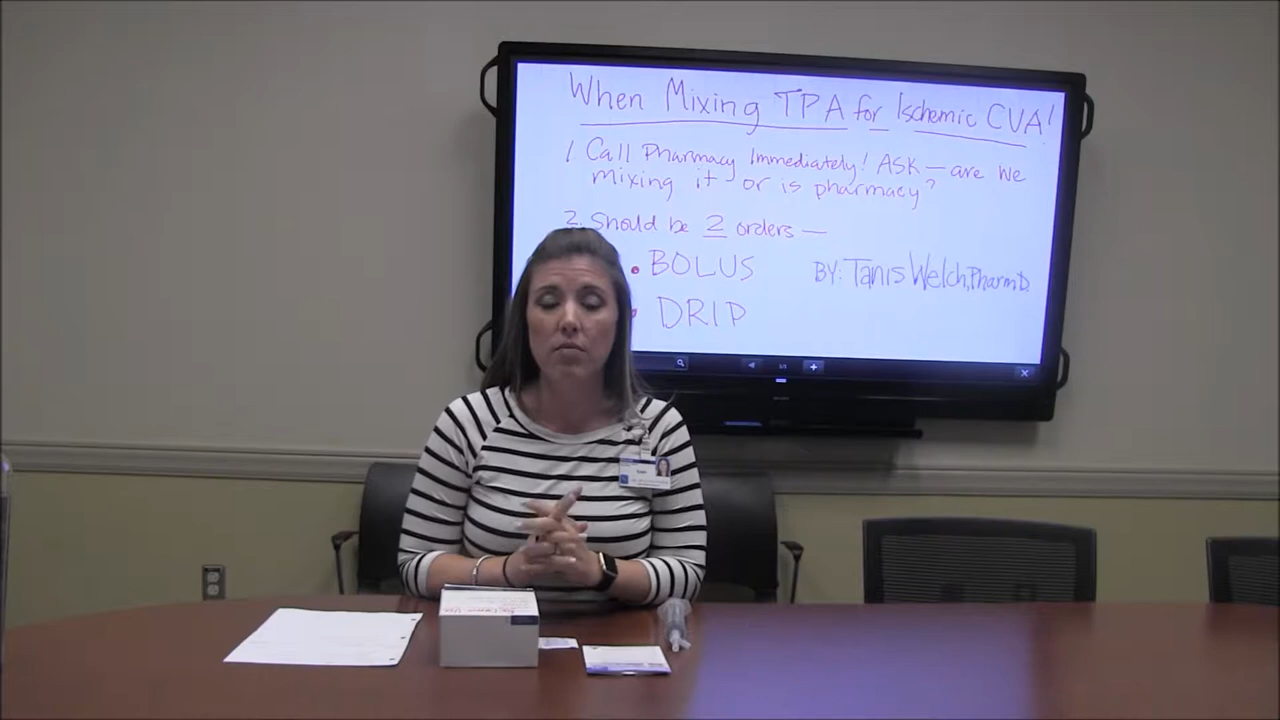 When Mixing TPA for Ischemic CVA!
1. Call Pharmacy Immediately! ASK — are we
mixing it or is pharmacy?
2. Should be 2 orders —
• BOLUS
BY: Tanis Welch, PharmD.
• DRIP